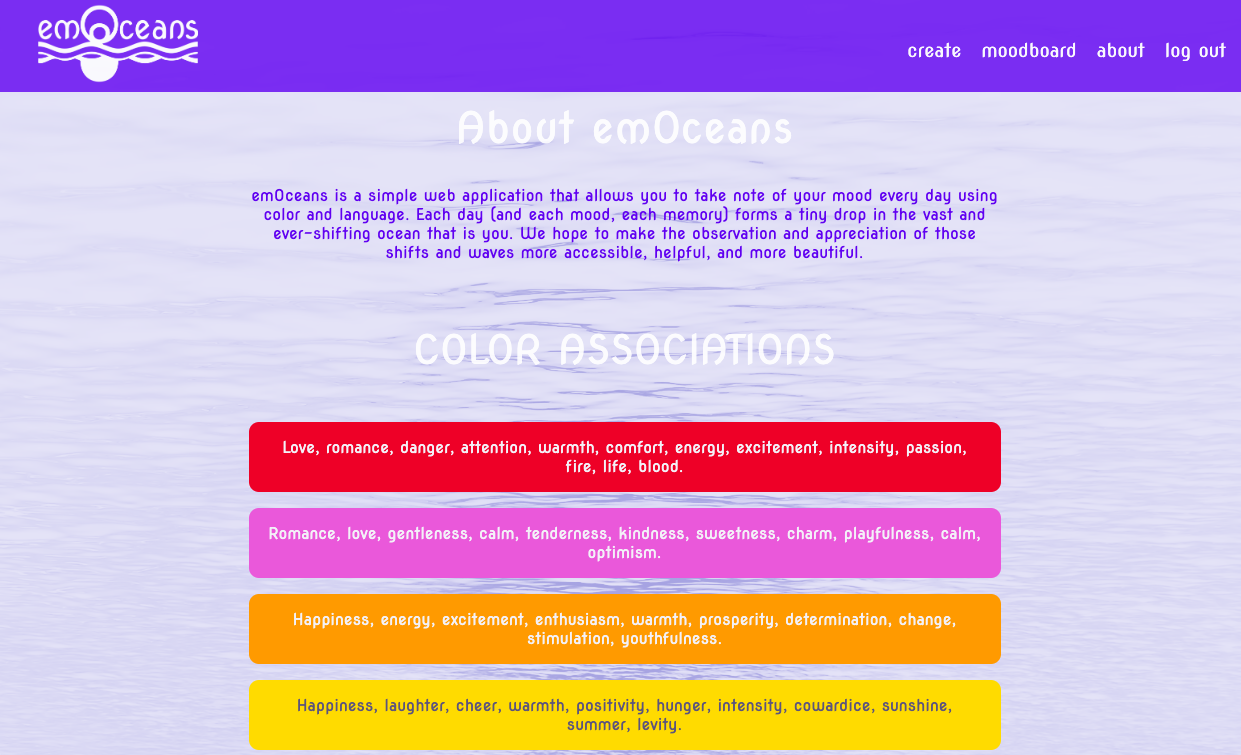 emOceans
create moodboard about log out
About emOceans
emOceans is a simple web application that allows you to take note of your mood every day using
color and language. Each day (and each mood, each memory) forms a tiny drop in the vast and
ever-shifting ocean that is you. We hope to make the observation and appreciation of those
shifts and waves more accessible, helpful, and more beautiful.
COLOR ASSOCIATIONS
Love, romance, danger, attention, warmth, comfort, energy, excitement, intensity, passion,
fire, life, blood.
Romance, love, gentleness, calm, tenderness, kindness, sweetness, charm, playfulness, calm,
optimism.
Happiness, energy, excitement, enthusiasm, warmth, prosperity, determination, change,
stimulation, youthfulness.
Happiness, laughter, cheer, warmth, positivity, hunger, intensity, cowardice, sunshine,
summer, levity.